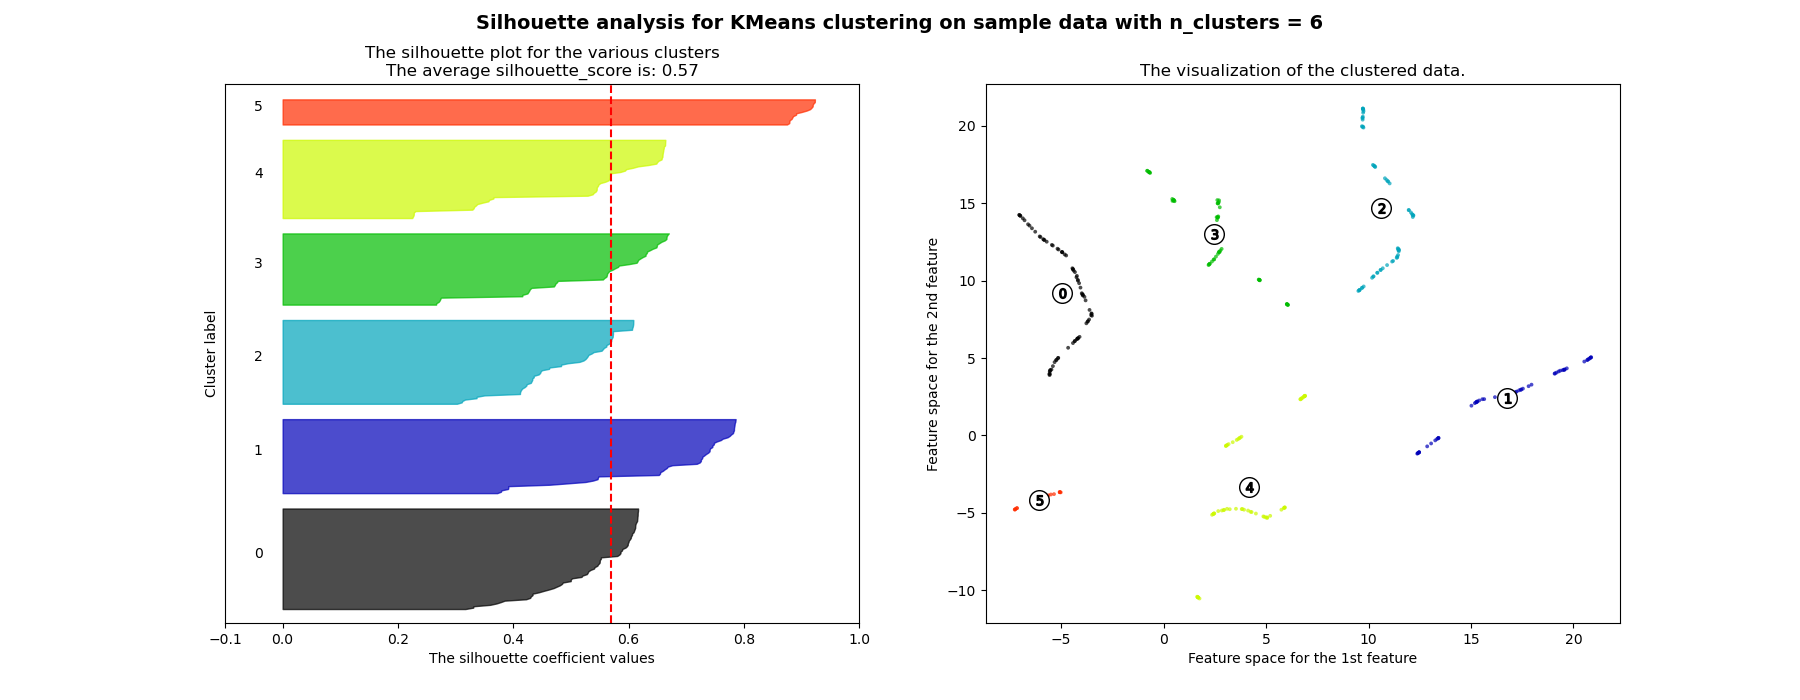 Silhouette analysis for KMeans clustering on sample data with n_clusters = 6
The silhouette plot for the various clusters
The average silhouette_score is: 0.57
5
4
3
2
1
0
Cluster label
−0.1 0.0 0.2 0.4 0.6 0.8 1.0
The silhouette coefficient values
The visualization of the clustered data.
20
15
10
5
0
−5
−10
Feature space for the 2nd feature
2
3
0
1
4
5
−5 0 5 10 15 20
Feature space for the 1st feature